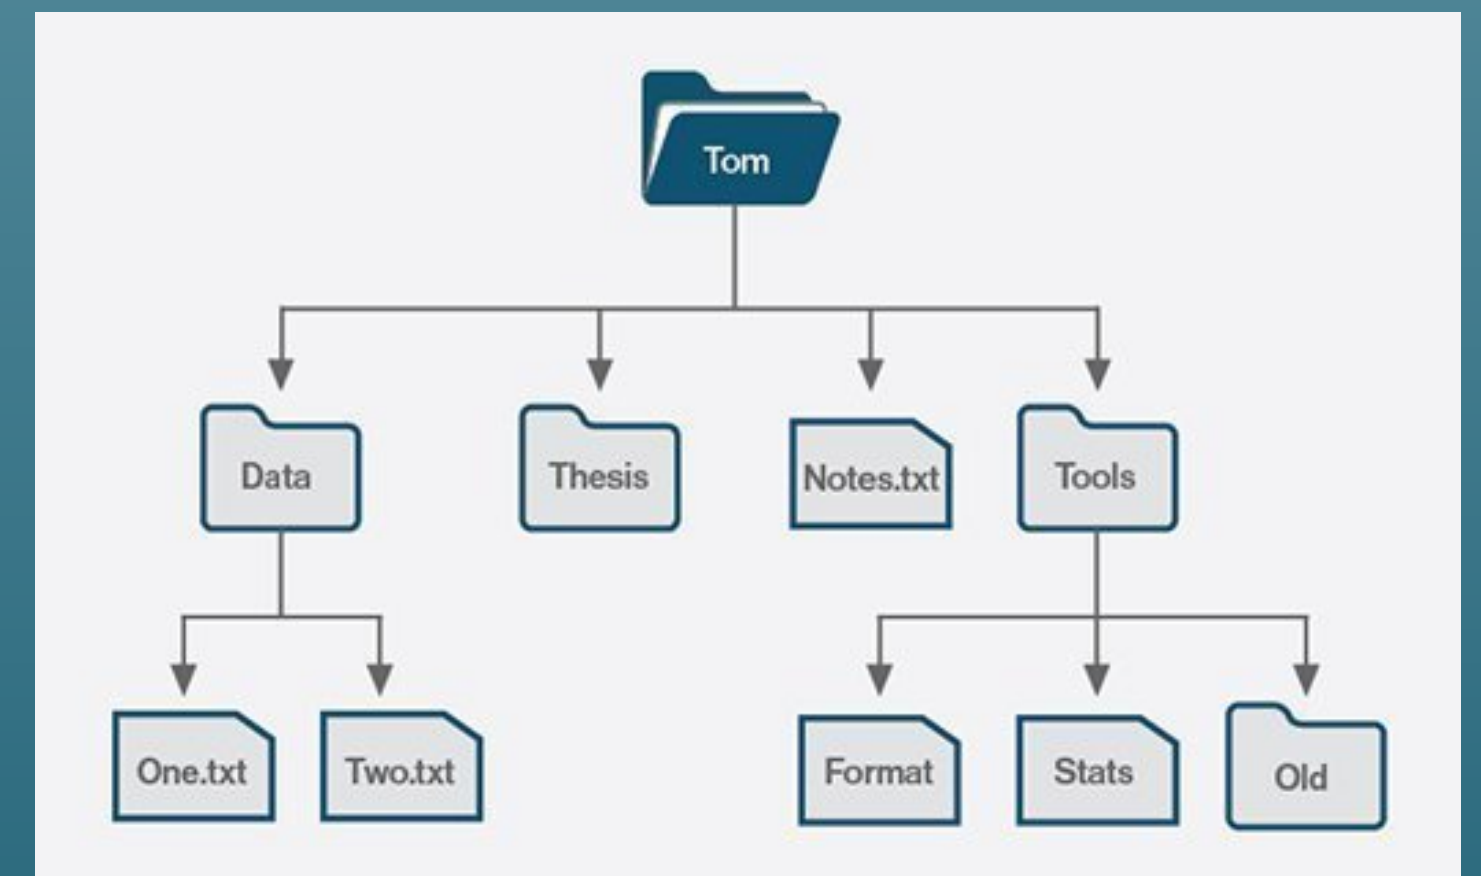 Tom
Data
Thesis
Notes.txt
Tools
One.txt
Two.txt
Format
Stats
Old